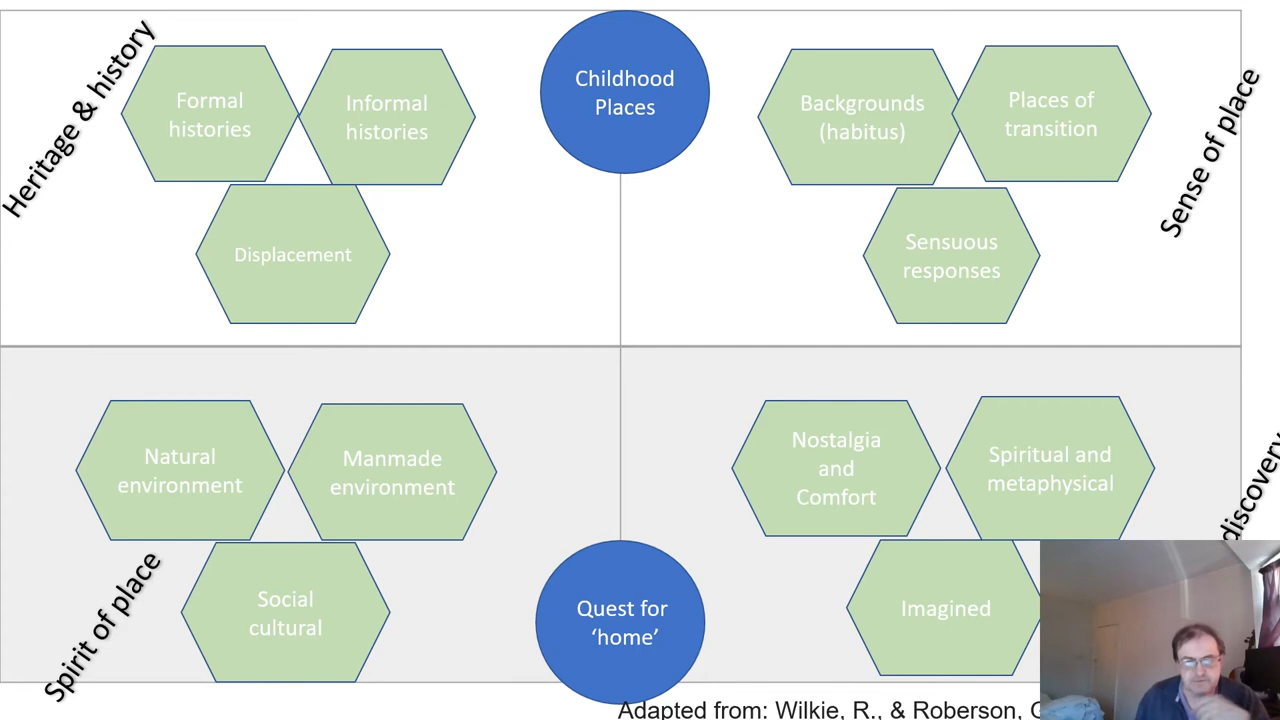 Heritage & history
Formal
histories
Informal
histories
Displacement
Childhood
Places
Backgrounds
(habitus)
Places of
transition
Sensuous
responses
Sense of place
Natural
environment
Manmade
environment
Social
cultural
Spirit of place
Quest for
‘home’
Nostalgia
and
Comfort
Spiritual and
metaphysical
Imagined
discovery
Adapted from: Wilkie, R., & Roberson,